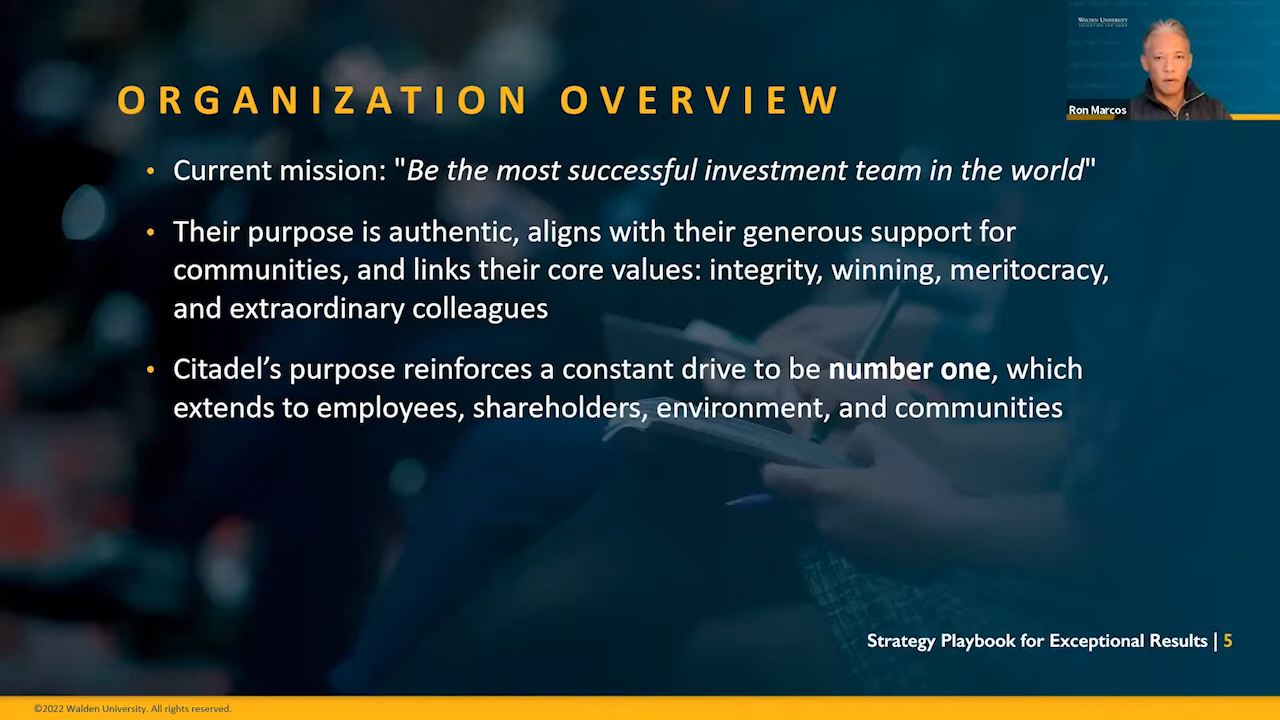 WALDEN UNIVERSITY
Ron Marcos
ORGANIZATION OVERVIEW
• Current mission: "Be the most successful investment team in the world"
• Their purpose is authentic, aligns with their generous support for
communities, and links their core values: integrity, winning, meritocracy,
and extraordinary colleagues
• Citadel’s purpose reinforces a constant drive to be number one, which
extends to employees, shareholders, environment, and communities
Strategy Playbook for Exceptional Results | 5
©2022 Walden University. All rights reserved.